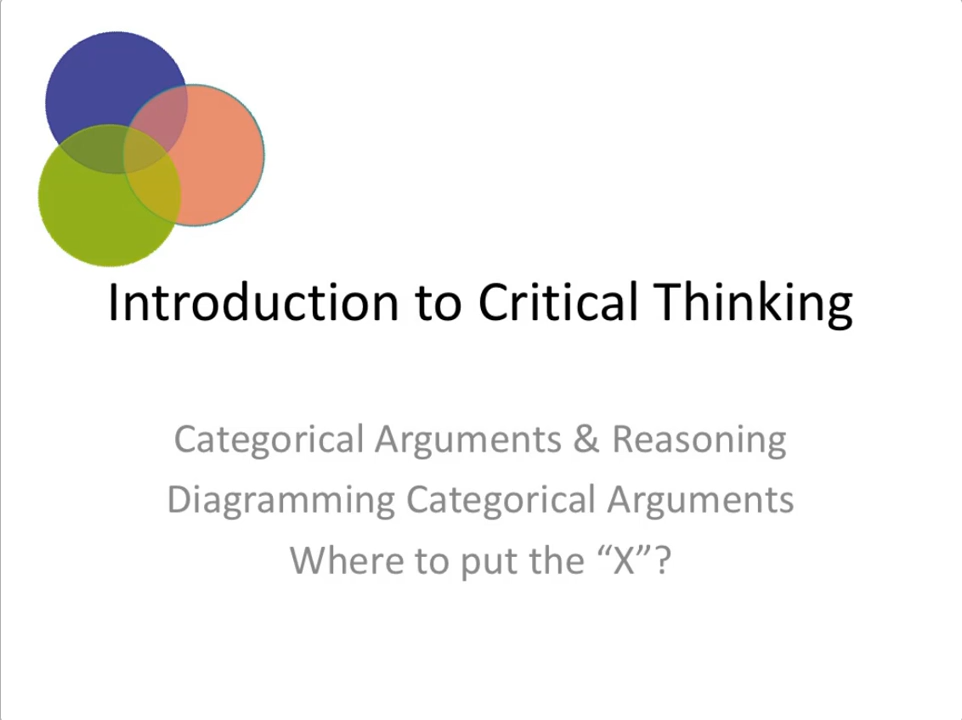 Introduction to Critical Thinking
Categorical Arguments & Reasoning
Diagramming Categorical Arguments
Where to put the “X”?